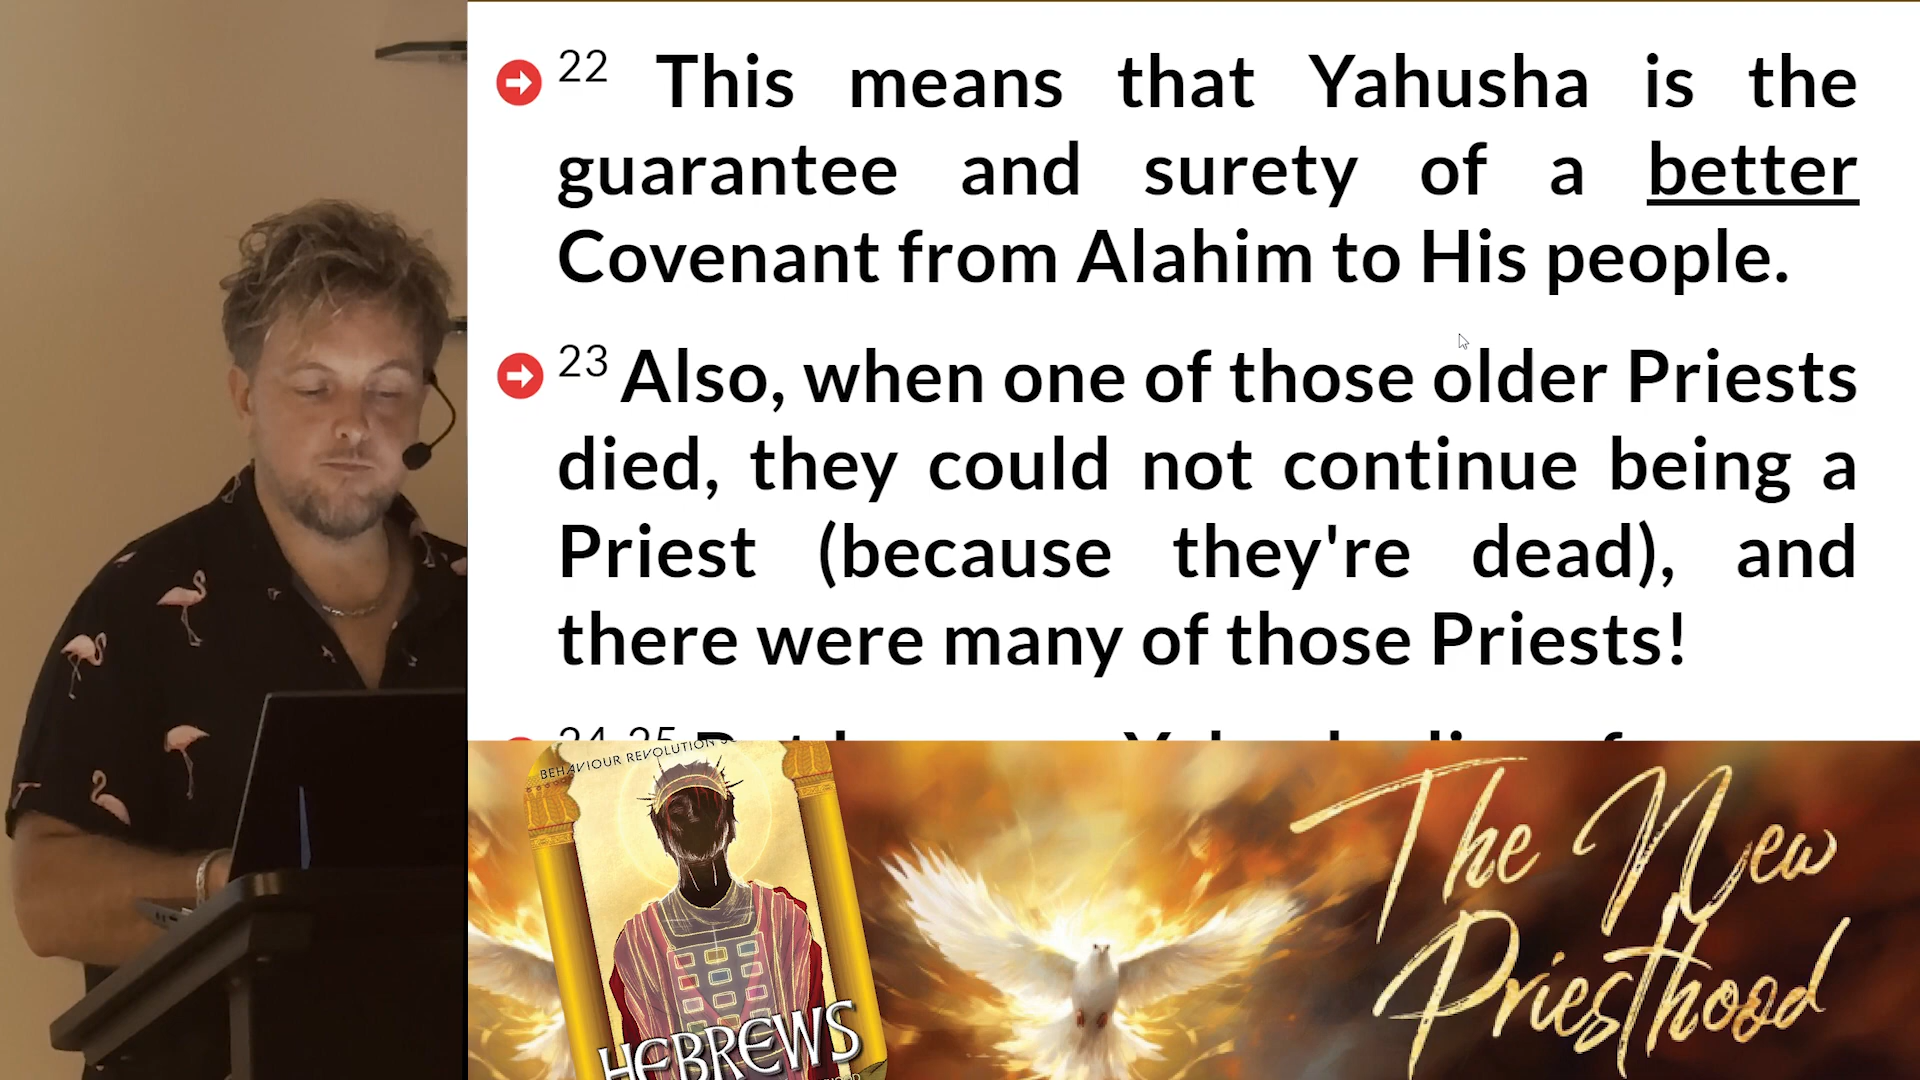 22 This means that Yahusha is the
guarantee and surety of a better
Covenant from Alahim to His people.
23 Also, when one of those older Priests
died, they could not continue being a
Priest (because they're dead), and
there were many of those Priests!
24-25
BEHAVIOUR REVOLUTION
HEBREWS
The New
Priesthood